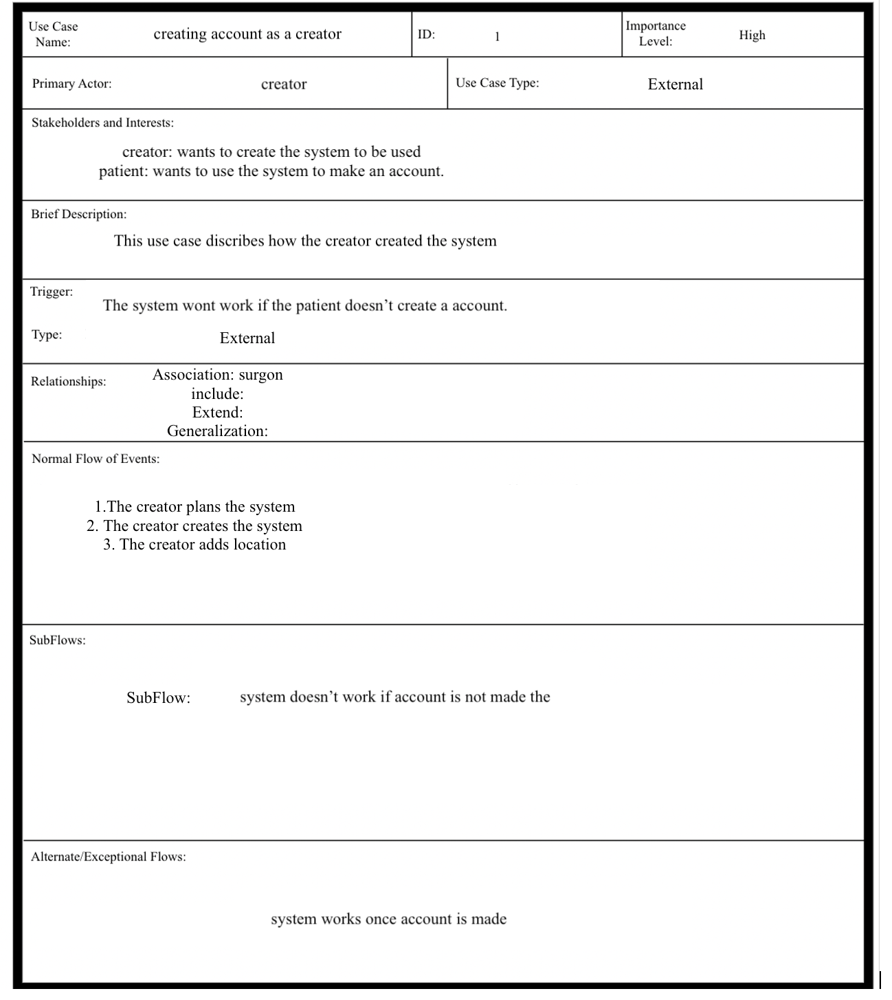 Use Case Name: creating account as a creator ID: 1 Importance Level: High
Primary Actor: creator Use Case Type: External
Stakeholders and Interests:
creator: wants to create the system to be used
patient: wants to use the system to make an account.
Brief Description:
This use case discribes how the creator created the system
Trigger:
The system wont work if the patient doesn’t create a account.
Type: External
Relationships: Association: surgon
include:
Extend:
Generalization:
Normal Flow of Events:
1.The creator plans the system
2. The creator creates the system
3. The creator adds location
SubFlows:
SubFlow: system doesn’t work if account is not made the
Alternate/Exceptional Flows:
system works once account is made